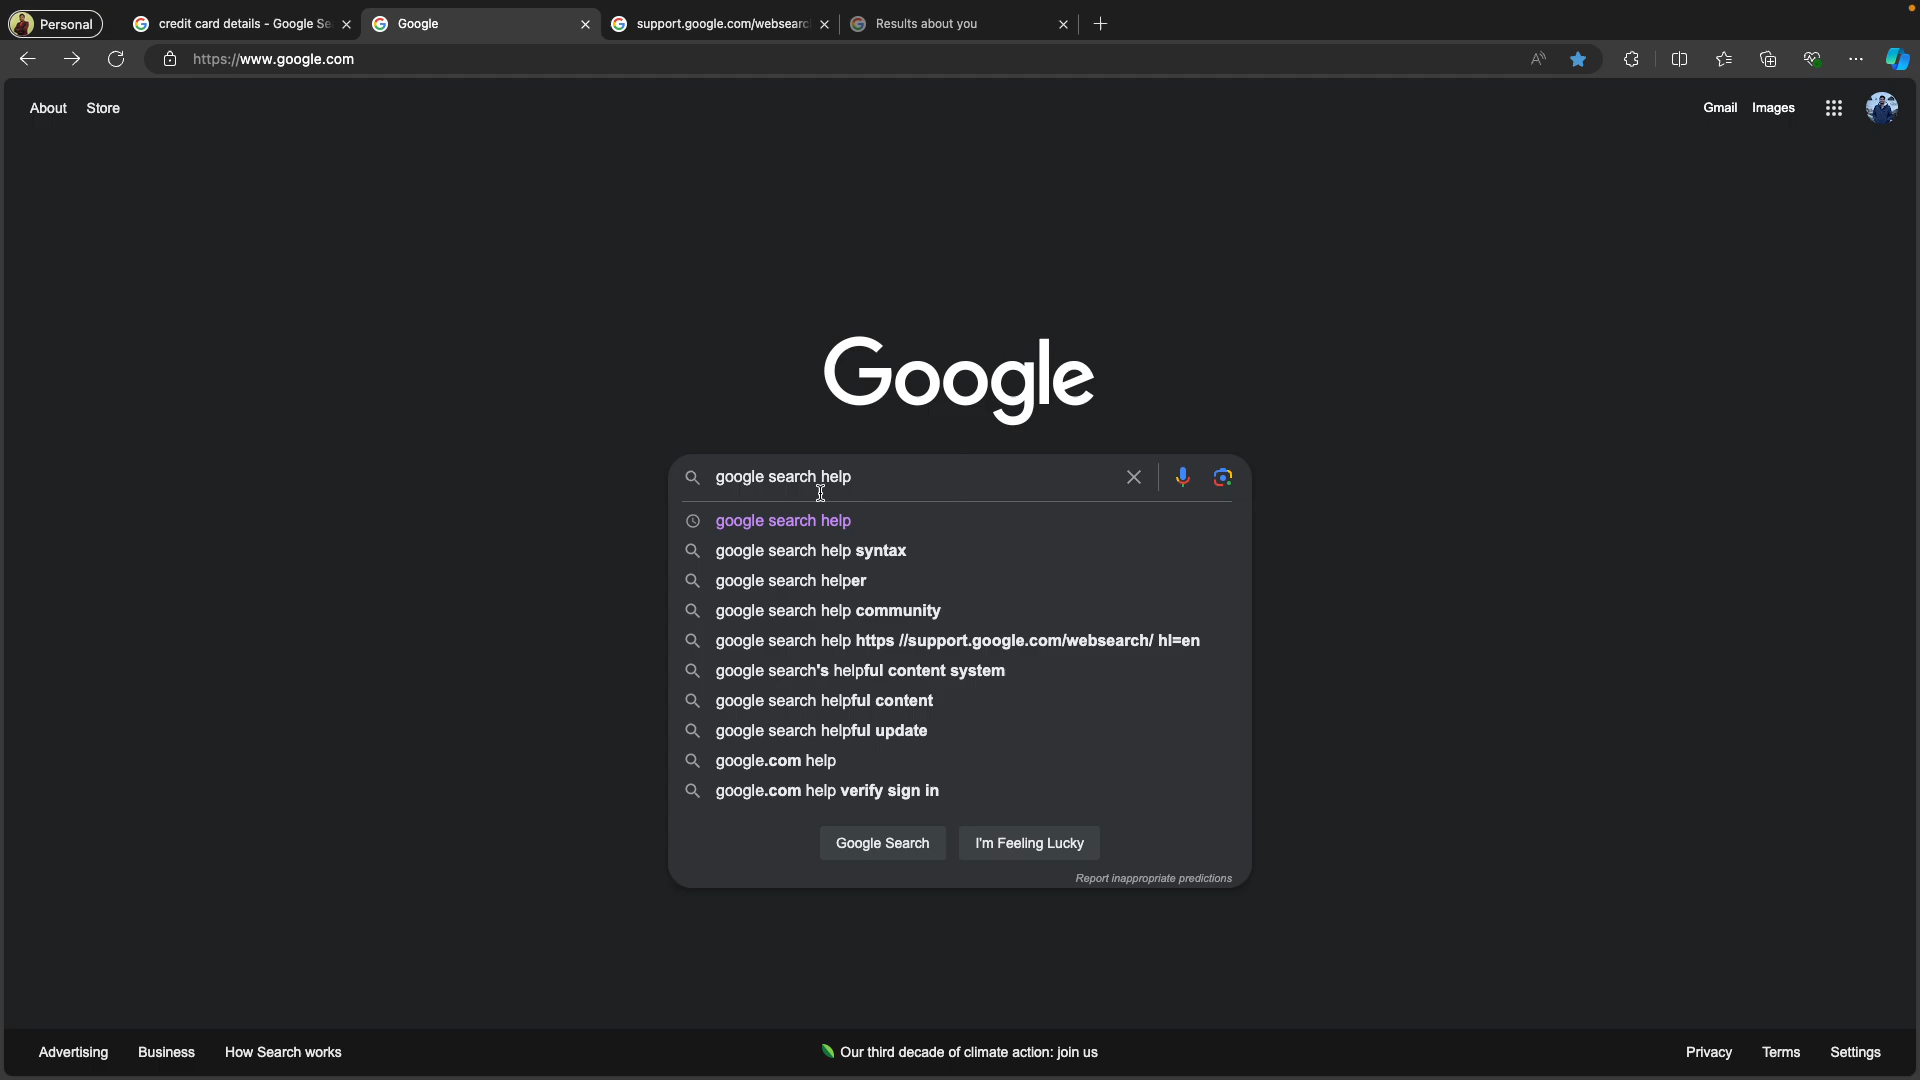 Personal
credit card details - Google Se
Google
support.google.com/websearc
Results about you
https://www.google.com
About
Store
Gmail
Images
Google
google search help
google search help
google search help syntax
google search helper
google search help community
google search help https //support.google.com/websearch/ hl=en
google search's helpful content system
google search helpful content
google search helpful update
google.com help
google.com help verify sign in
Google Search
I'm Feeling Lucky
Report inappropriate predictions
Advertising
Business
How Search works
Our third decade of climate action: join us
Privacy
Terms
Settings